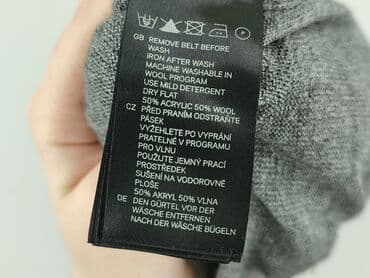 P
GB REMOVE BELT BEFORE
WASH
IRON AFTER WASH
MACHINE WASHABLE IN
WOOL PROGRAM
USE MILD DETERGENT
DRY FLAT
50% ACRYLIC 50% WOOL
CZ PŘED PRANÍM ODSTRAŇTE
PÁSEK
VYŽEHLETE PO VYPRÁNÍ
PRATELNÉ V PROGRAMU
PRO VLNU
POUŽIJTE JEMNÝ PRACÍ
PROSTŘEDEK
SUŠENÍ NA VODOROVNÉ
PLOŠE
50% AKRYL 50% VLNA
DE DEN GÜRTEL VOR DER
WÄSCHE ENTFERNEN
NACH DER WÄSCHE BÜGELN